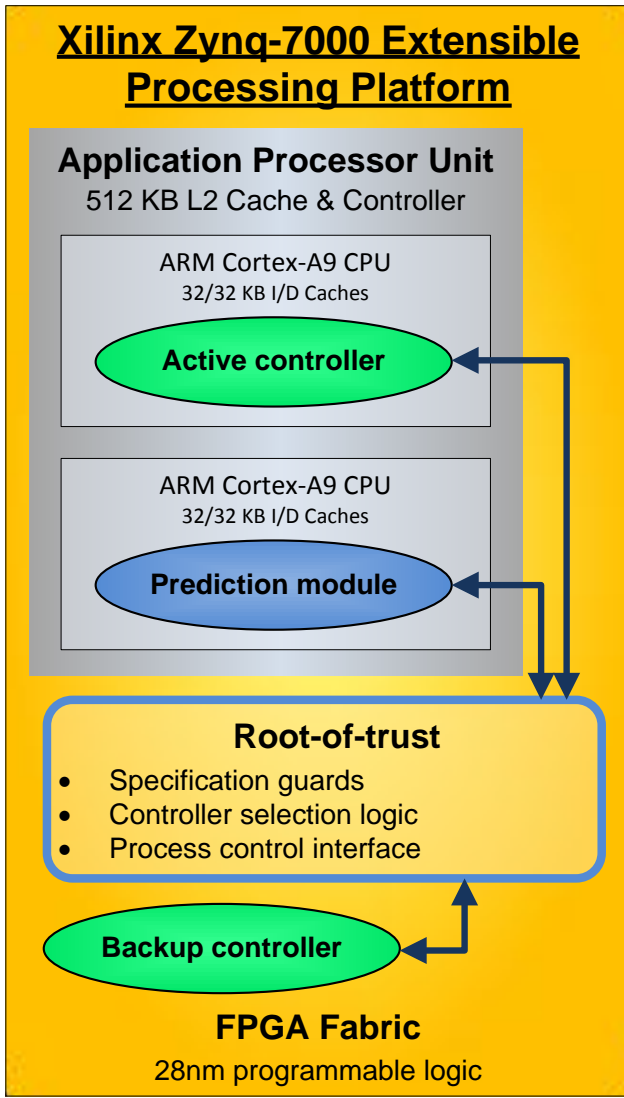 Xilinx Zynq-7000 Extensible
Processing Platform
Application Processor Unit
512 KB L2 Cache & Controller
ARM Cortex-A9 CPU
32/32 KB I/D Caches
Active controller
ARM Cortex-A9 CPU
32/32 KB I/D Caches
Prediction module
Root-of-trust
• Specification guards
• Controller selection logic
• Process control interface
Backup controller
FPGA Fabric
28nm programmable logic